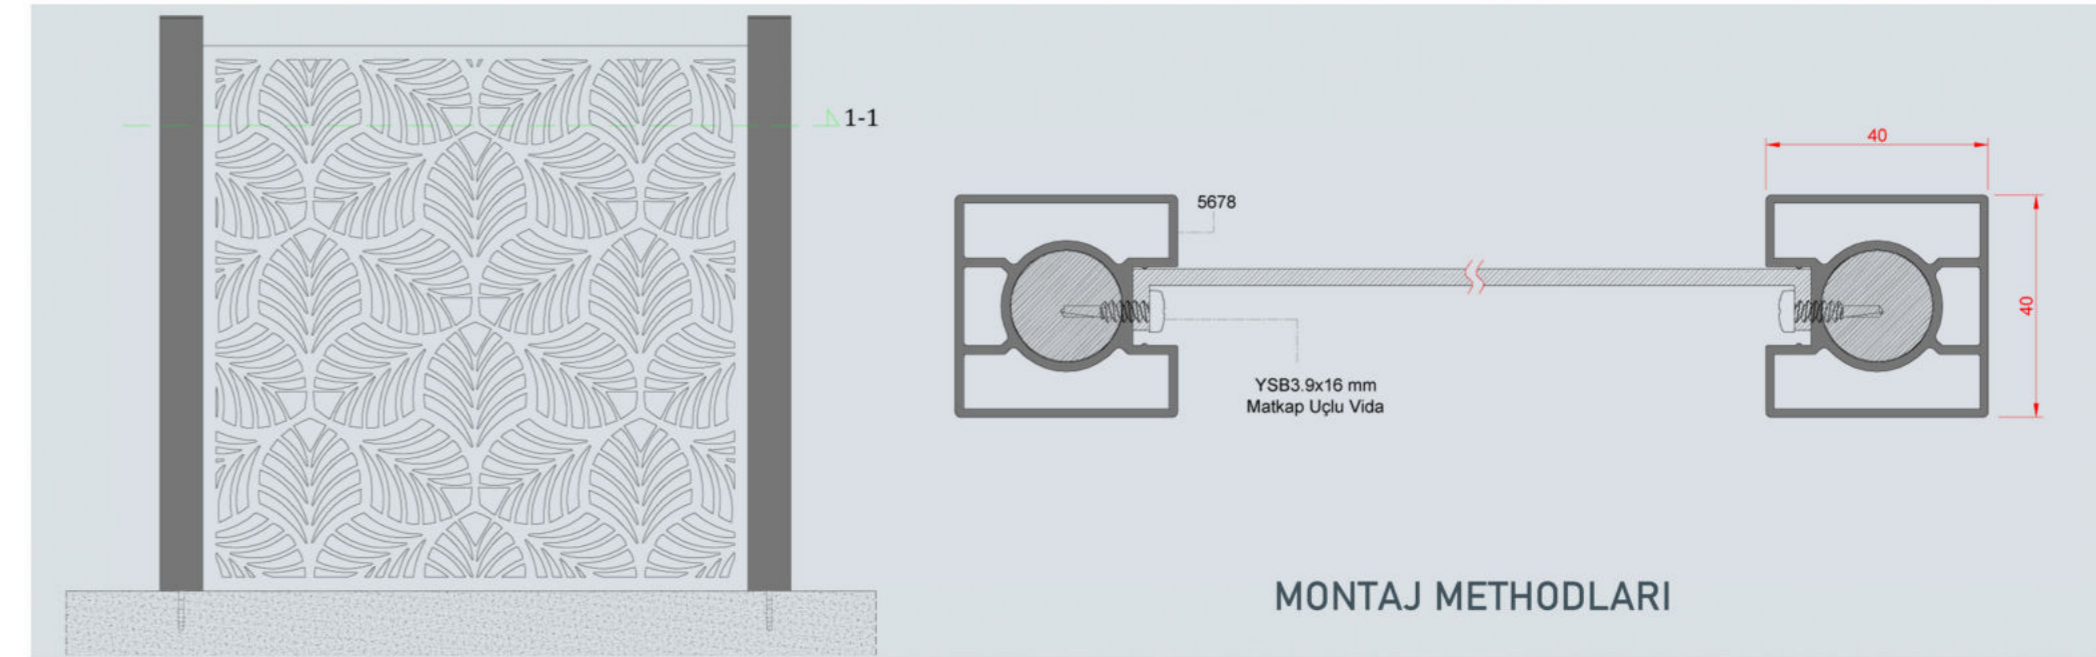 1-1
40
5678
40
YSB3.9x16 mm
Matkap Uçlu Vida
MONTAJ METHODLARI